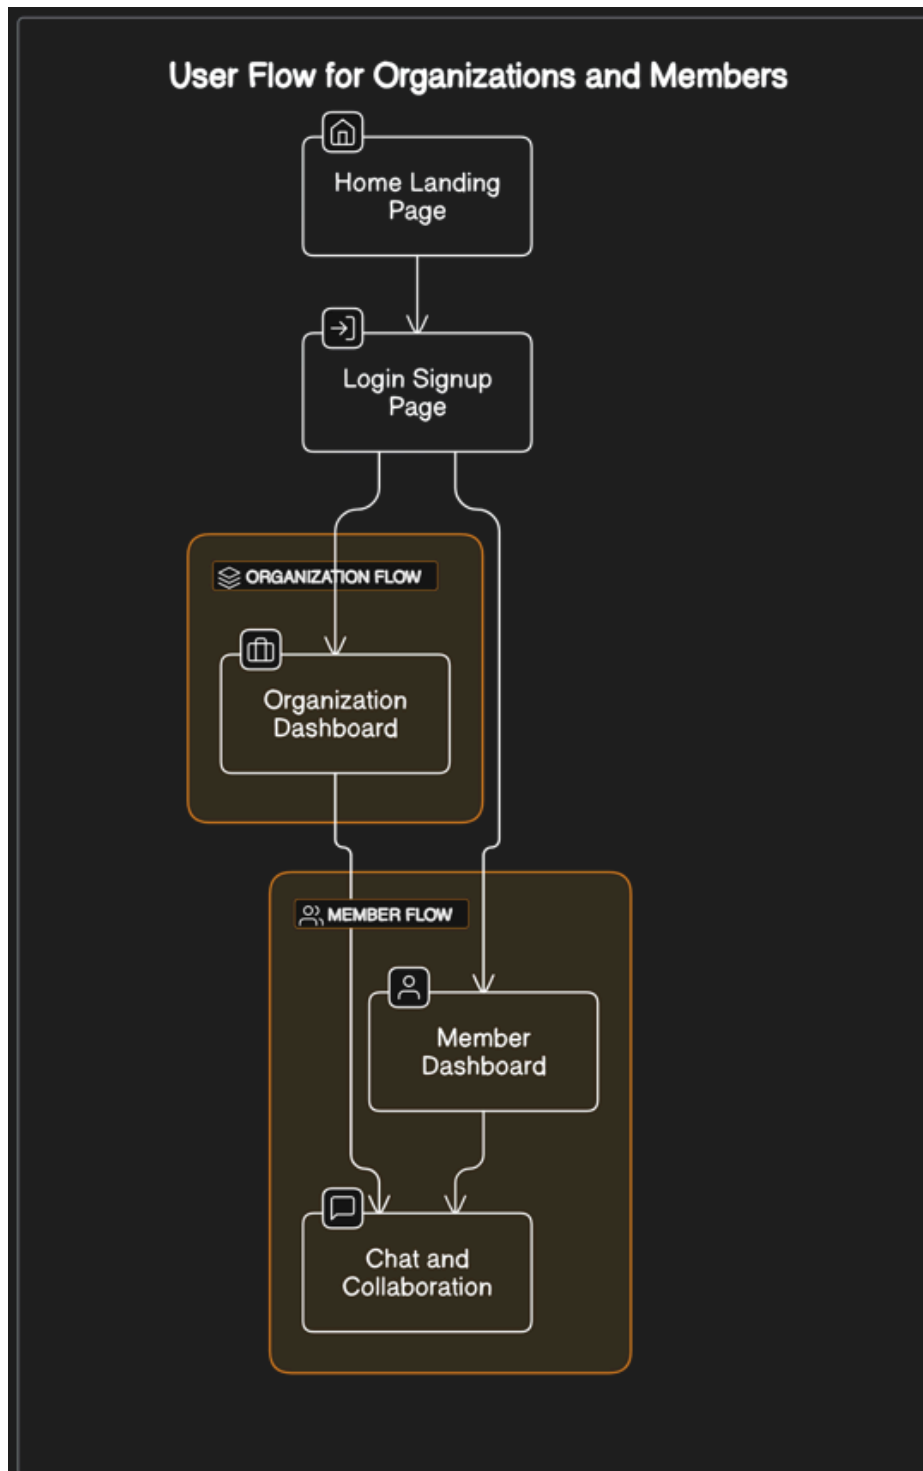 User Flow for Organizations and Members
Home Landing
Page
Login Signup
Page
ORGANIZATION FLOW
Organization
Dashboard
MEMBER FLOW
Member
Dashboard
Chat and
Collaboration